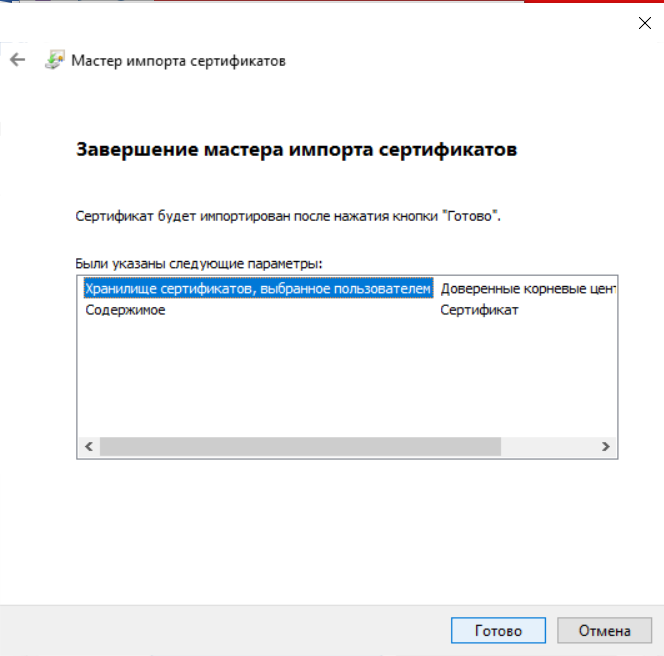 Мастер импорта сертификатов
Завершение мастера импорта сертификатов
Сертификат будет импортирован после нажатия кнопки "Готово".
Были указаны следующие параметры:
Хранилище сертификатов, выбранное пользователем Доверенные корневые цент
Содержимое Сертификат
Готово Отмена